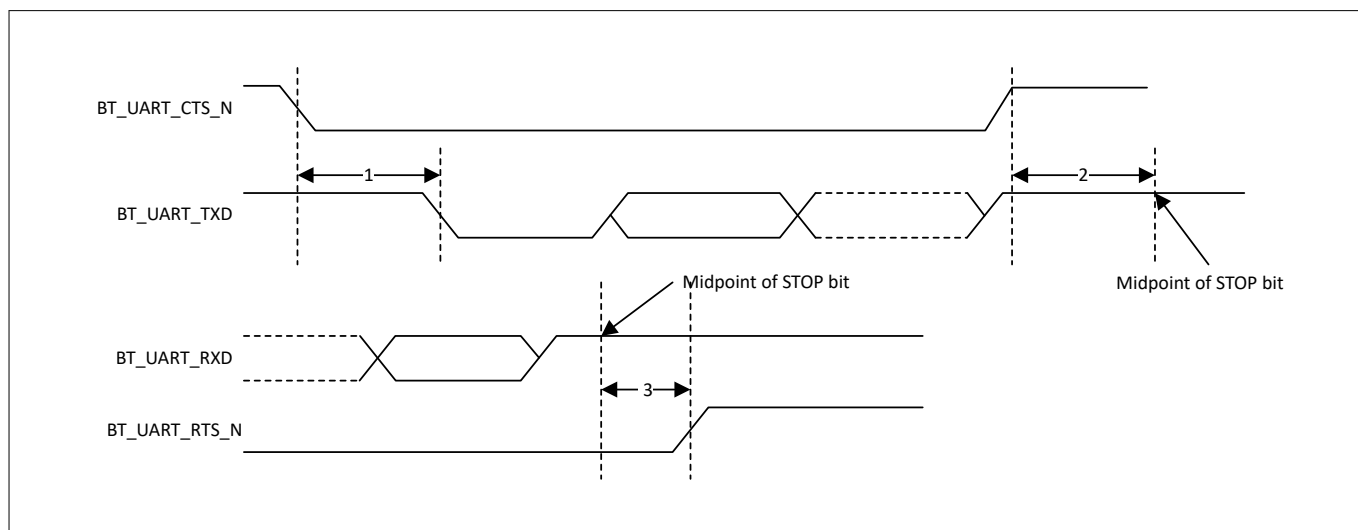 BT_UART_CTS_N
1
2
BT_UART_TXD
Midpoint of STOP bit
Midpoint of STOP bit
BT_UART_RXD
3
BT_UART_RTS_N